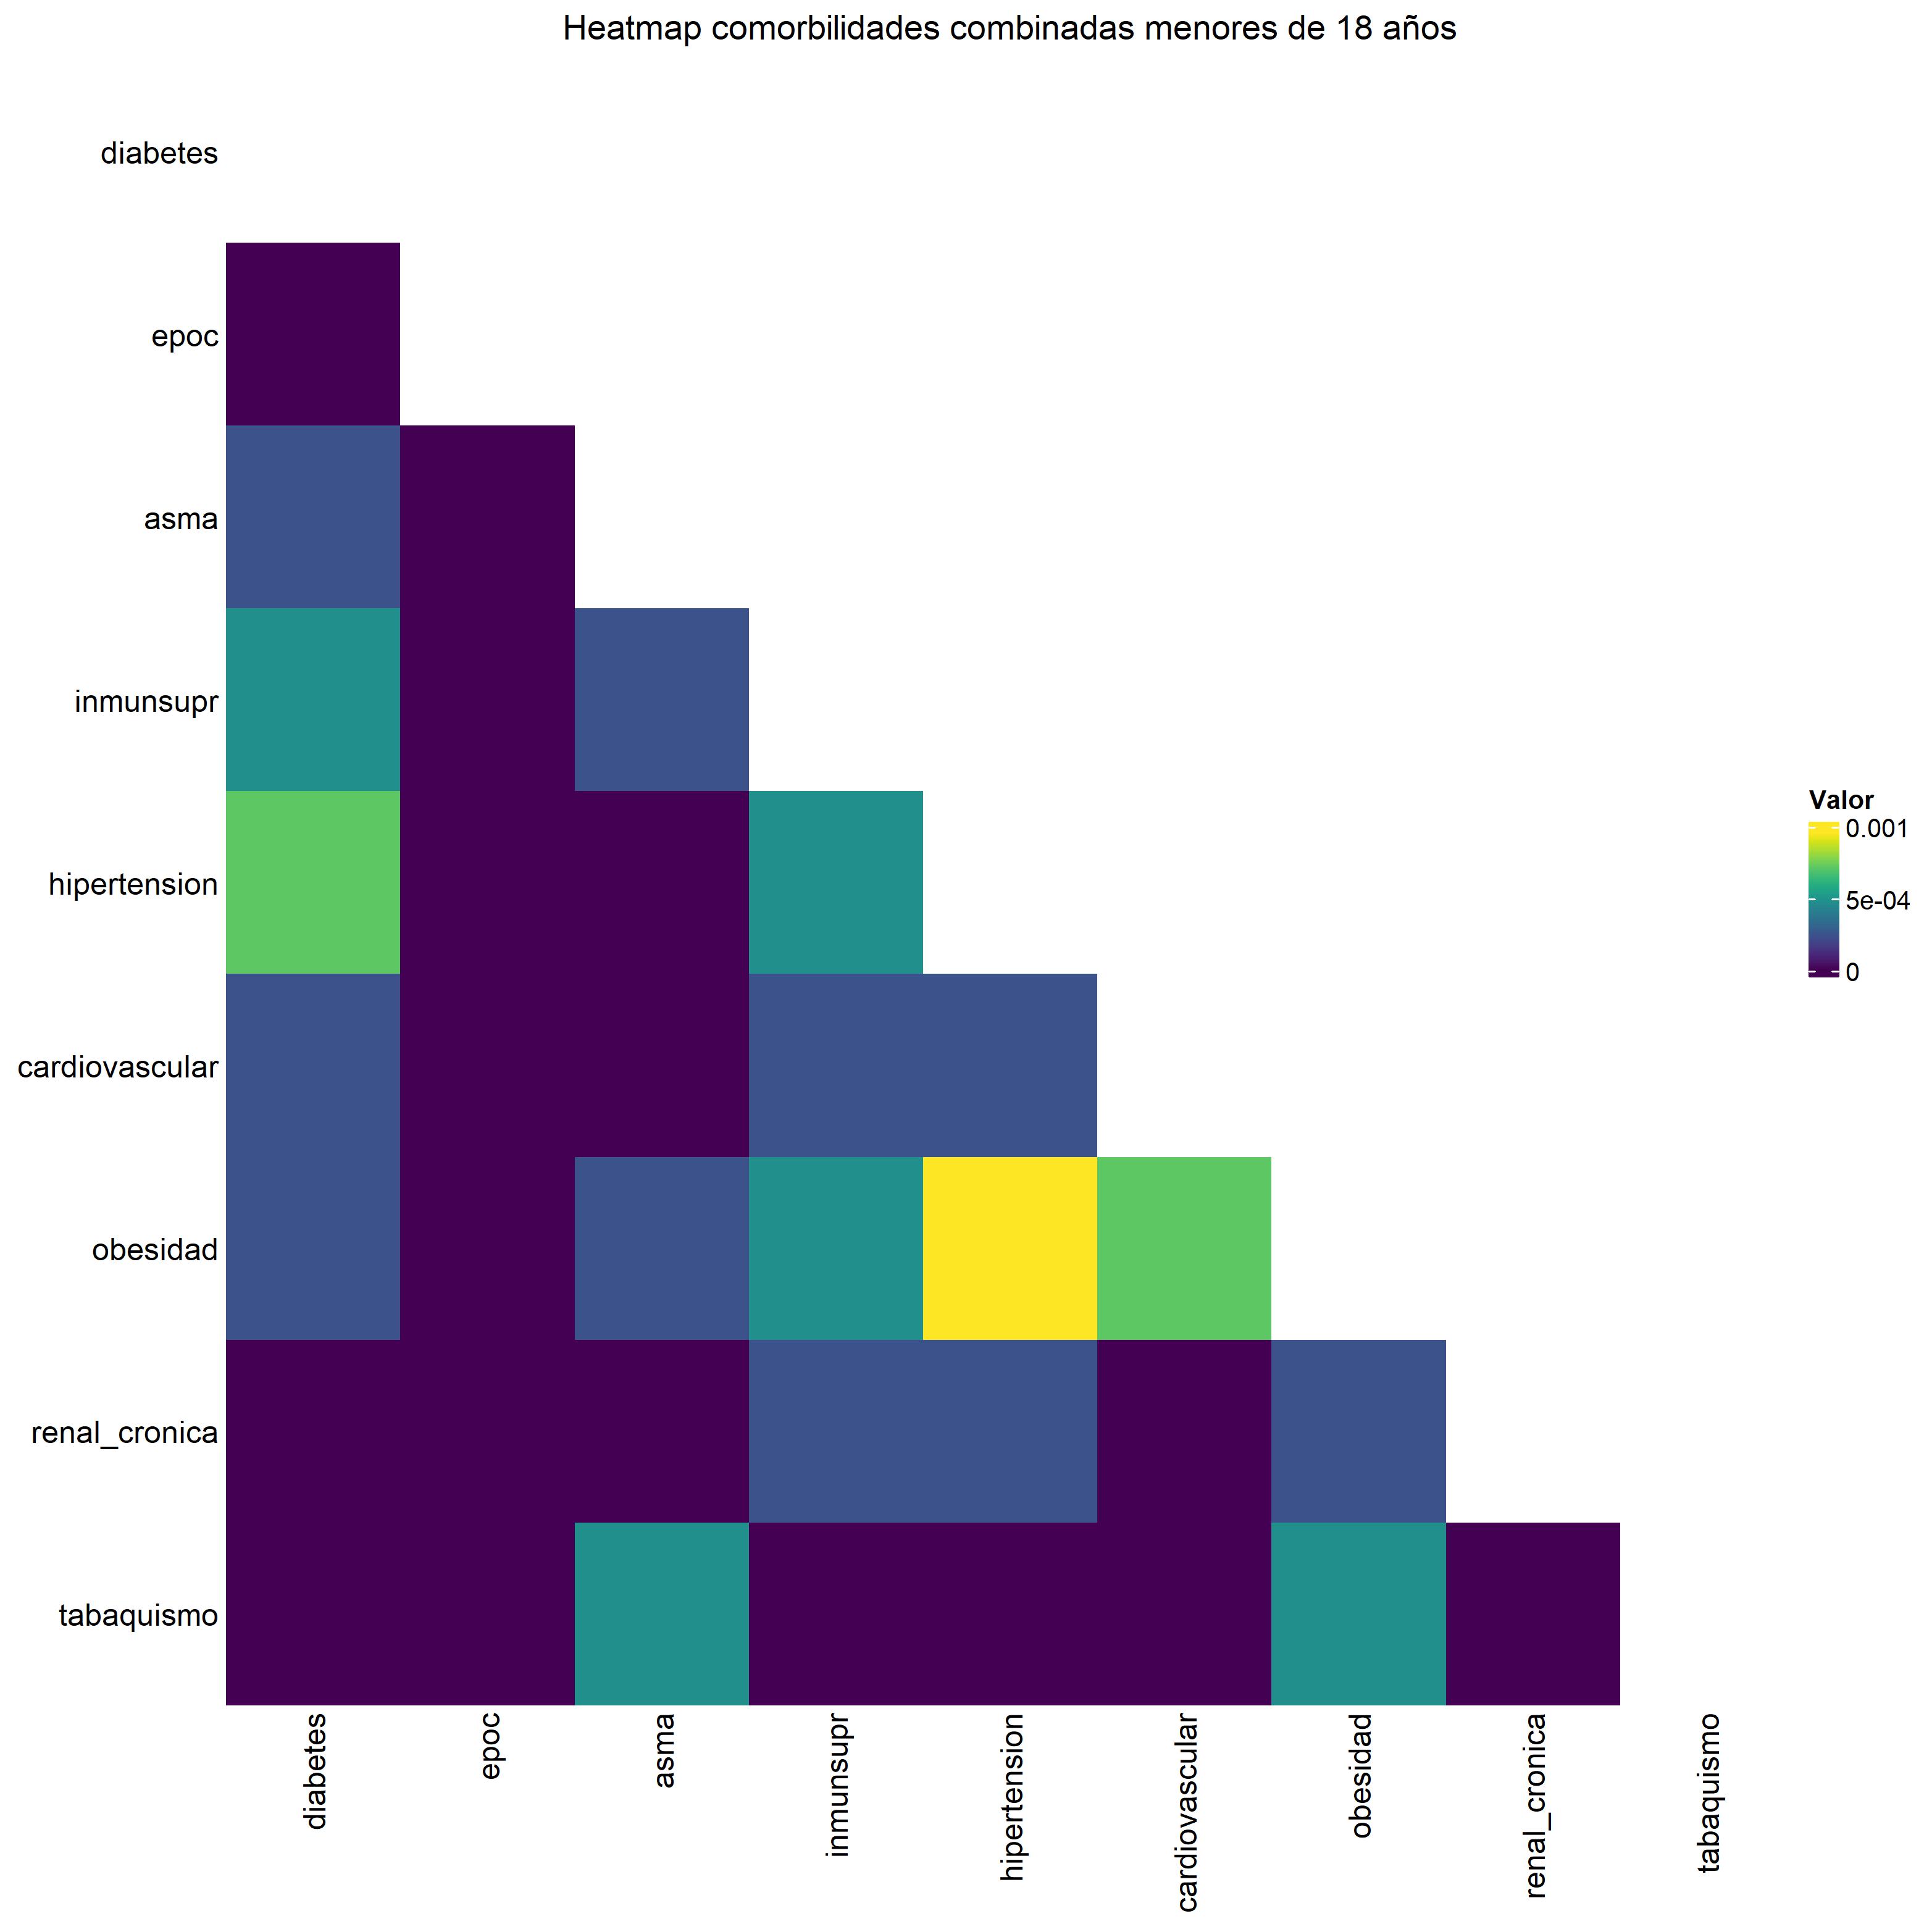 Heatmap comorbilidades combinadas menores de 18 años
diabetes
epoc
asma
inmunsupr
hipertension
cardiovascular
obesidad
renal_cronica
tabaquismo
Valor
0.001
5e-04
0
diabetes
epoc
asma
inmunsupr
hipertension
cardiovascular
obesidad
renal_cronica
tabaquismo